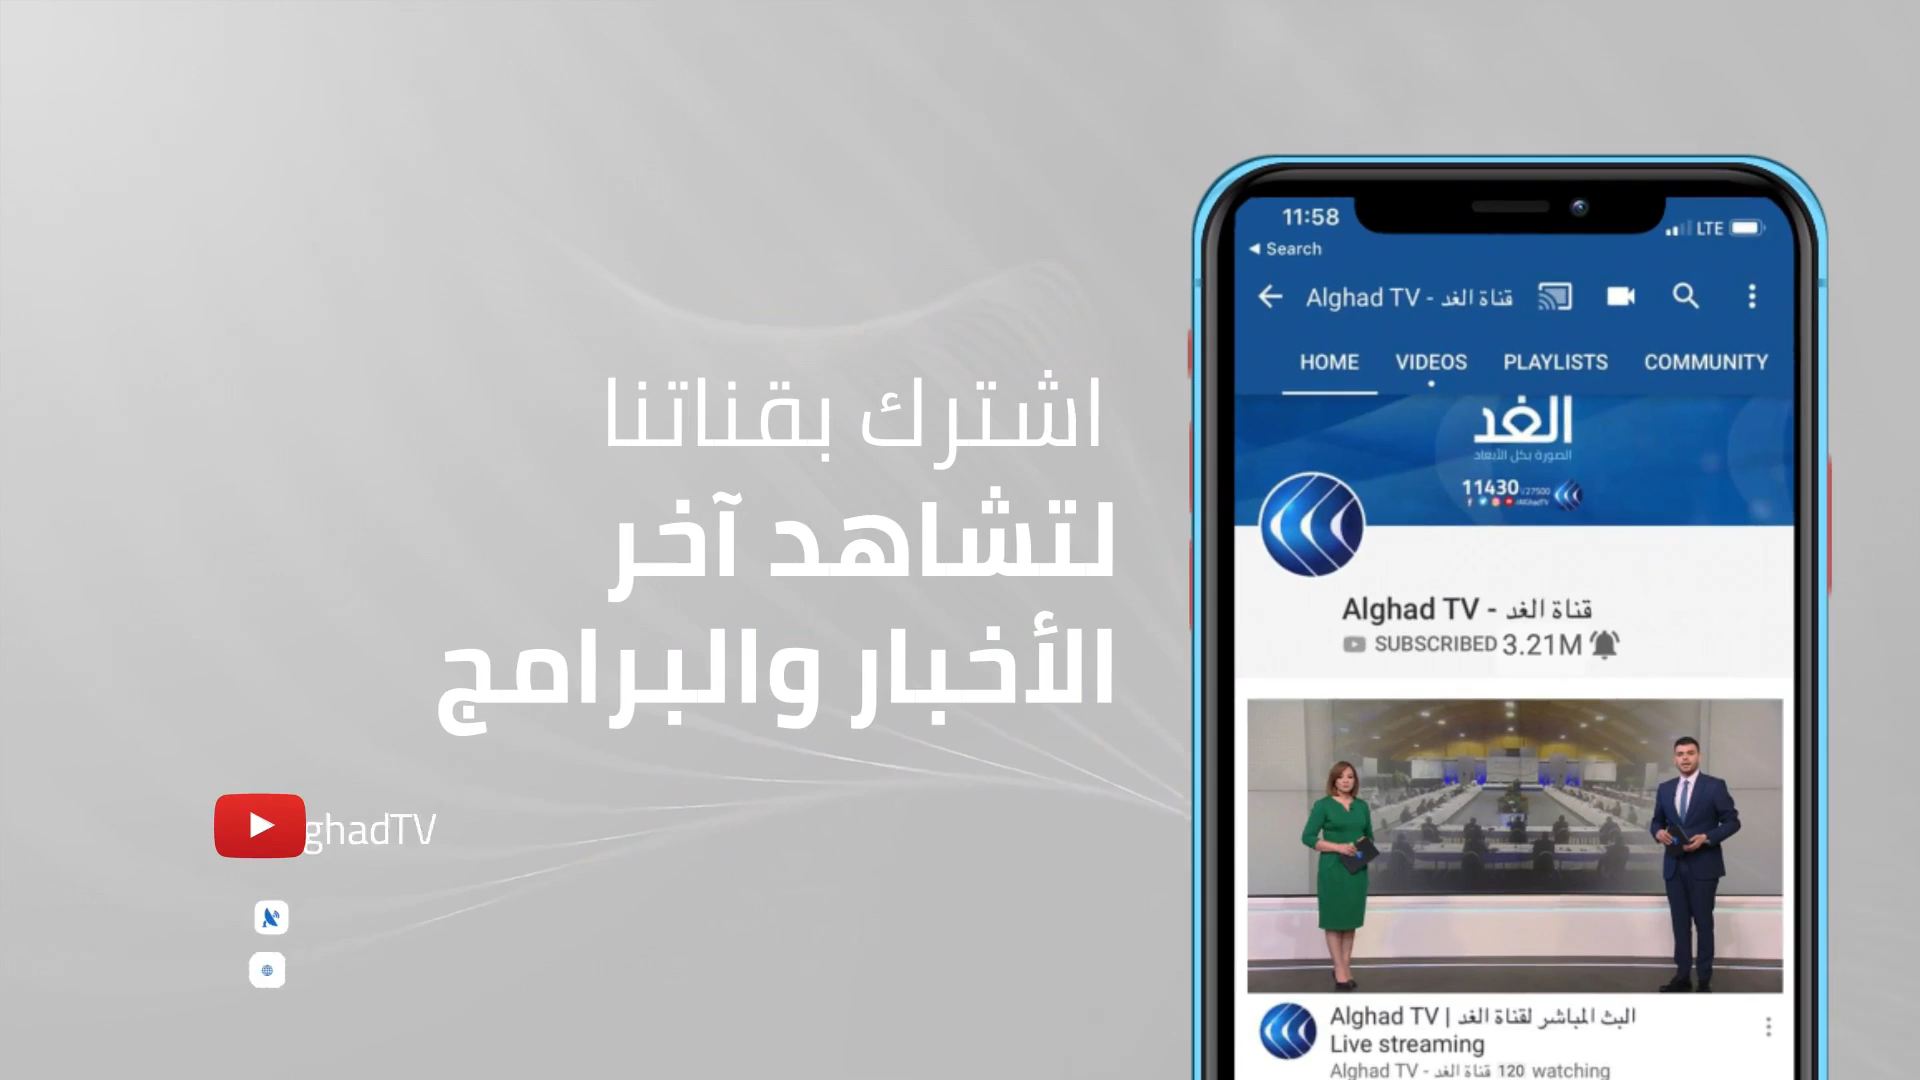 اشترك بقناتنا
لتشاهد آخر
الأخبار والبرامج
ghadTV
11:58
LTE
Search
Alghad TV - قناة الغد
HOME VIDEOS PLAYLISTS COMMUNITY
الغد
الصورة بكل الأبعاد
11430 V/27500
AlGhadTV
Alghad TV - قناة الغد
SUBSCRIBED 3.21M
Alghad TV | البث المباشر لقناة الغد
Live streaming
Alghad TV - قناة الغد 120 watching